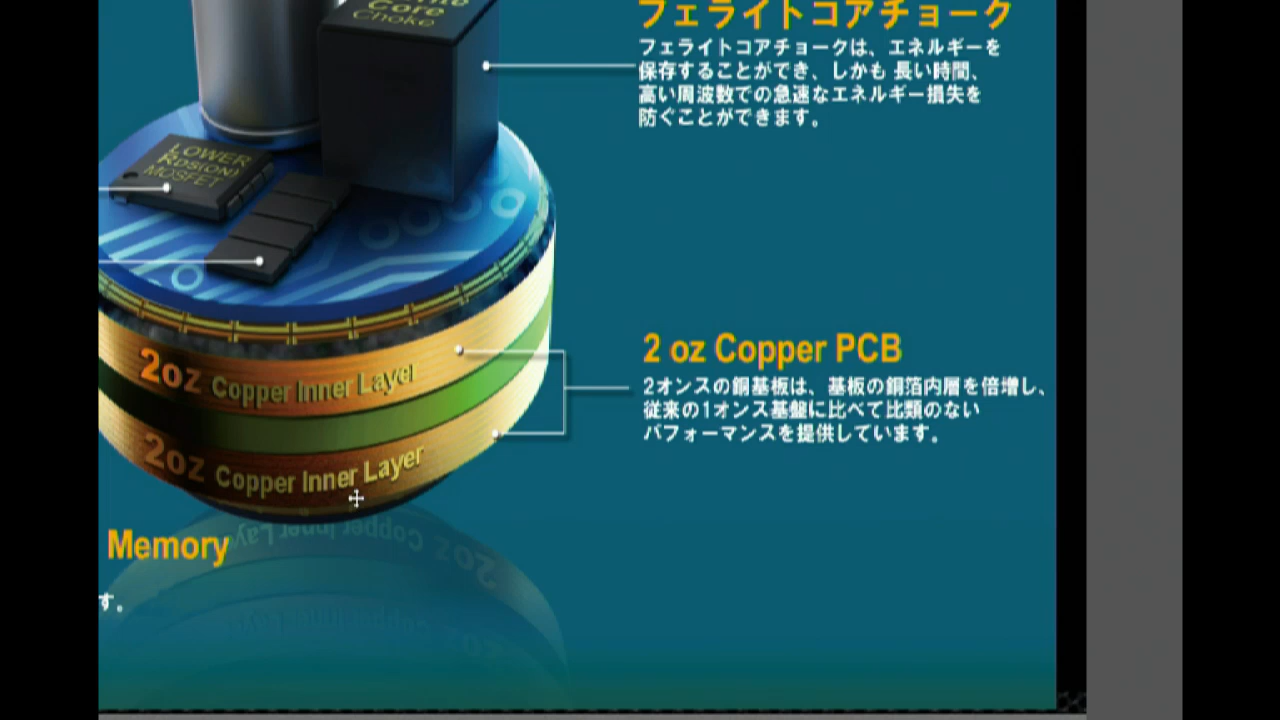 Core
Choke
フェライトコアチョーク
フェライトコアチョークは、エネルギーを
保存することができ、しかも 長い時間、
高い周波数での急速なエネルギー損失を
防ぐことができます。
LOWER
RDS(ON)
MOSFET
2 oz Copper PCB
2オンスの銅基板は、基板の銅箔内層を倍増し、
従来の1オンス基盤に比べて比類のない
パフォーマンスを提供しています。
2oz Copper Inner Layer
2oz Copper Inner Layer
Memory
す。